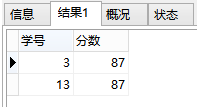 信息 结果1 概况 状态
学号 分数
3 87
13 87